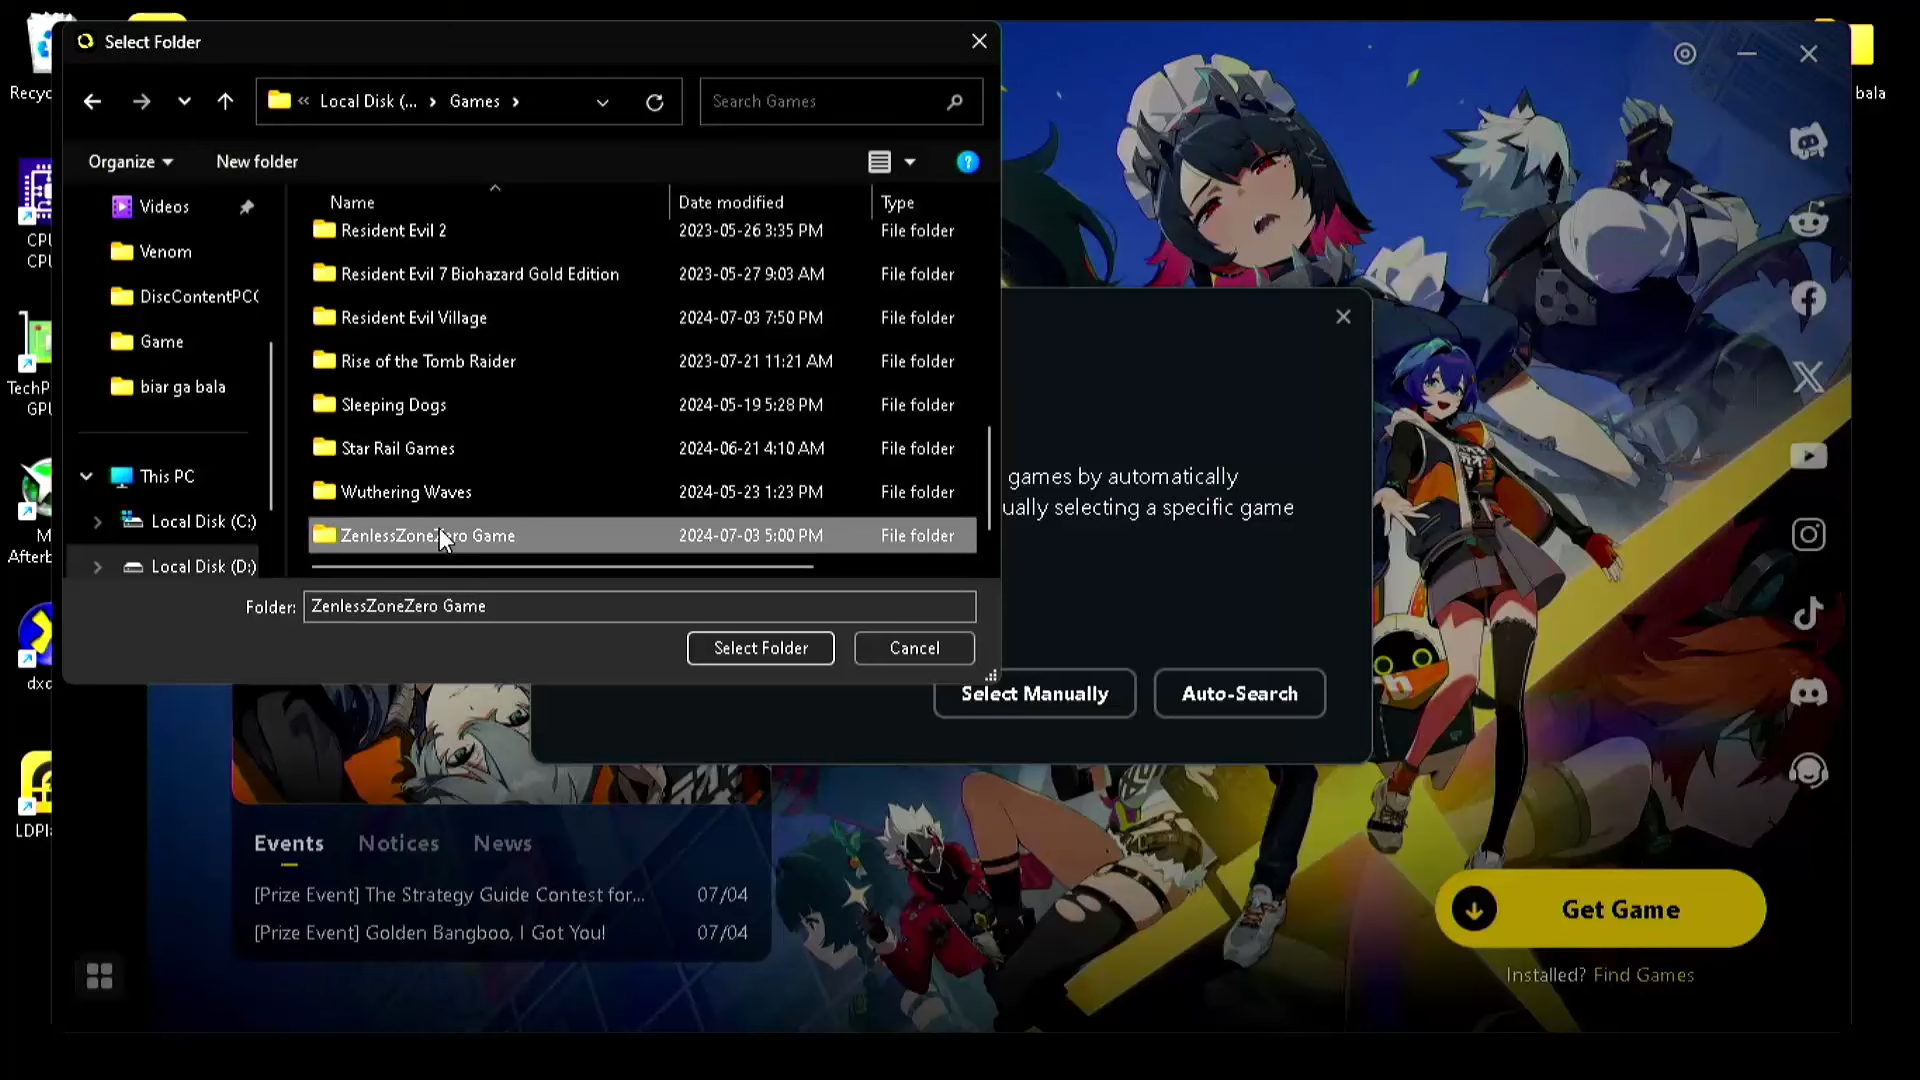 Select Folder
« Local Disk (... › Games ›
Search Games
Organize
New folder
Name
Date modified
Type
Videos
Venom
DiscContentPC(
Game
biar ga bala
This PC
Local Disk (C:)
Local Disk (D:)
Resident Evil 2 2023-05-26 3:35 PM File folder
Resident Evil 7 Biohazard Gold Edition 2023-05-27 9:03 AM File folder
Resident Evil Village 2024-07-03 7:50 PM File folder
Rise of the Tomb Raider 2023-07-21 11:21 AM File folder
Sleeping Dogs 2024-05-19 5:28 PM File folder
Star Rail Games 2024-06-21 4:10 AM File folder
Wuthering Waves 2024-05-23 1:23 PM File folder
ZenlessZoneZero Game 2024-07-03 5:00 PM File folder
Folder: ZenlessZoneZero Game
Select Folder
Cancel
games by automatically
ually selecting a specific game
Select Manually
Auto-Search
Events
Notices
News
[Prize Event] The Strategy Guide Contest for... 07/04
[Prize Event] Golden Bangboo, I Got You! 07/04
Get Game
Installed? Find Games
Recyc
CPU
CPU
TechP
GPU
M
Afterb
dxc
LDPl
bala